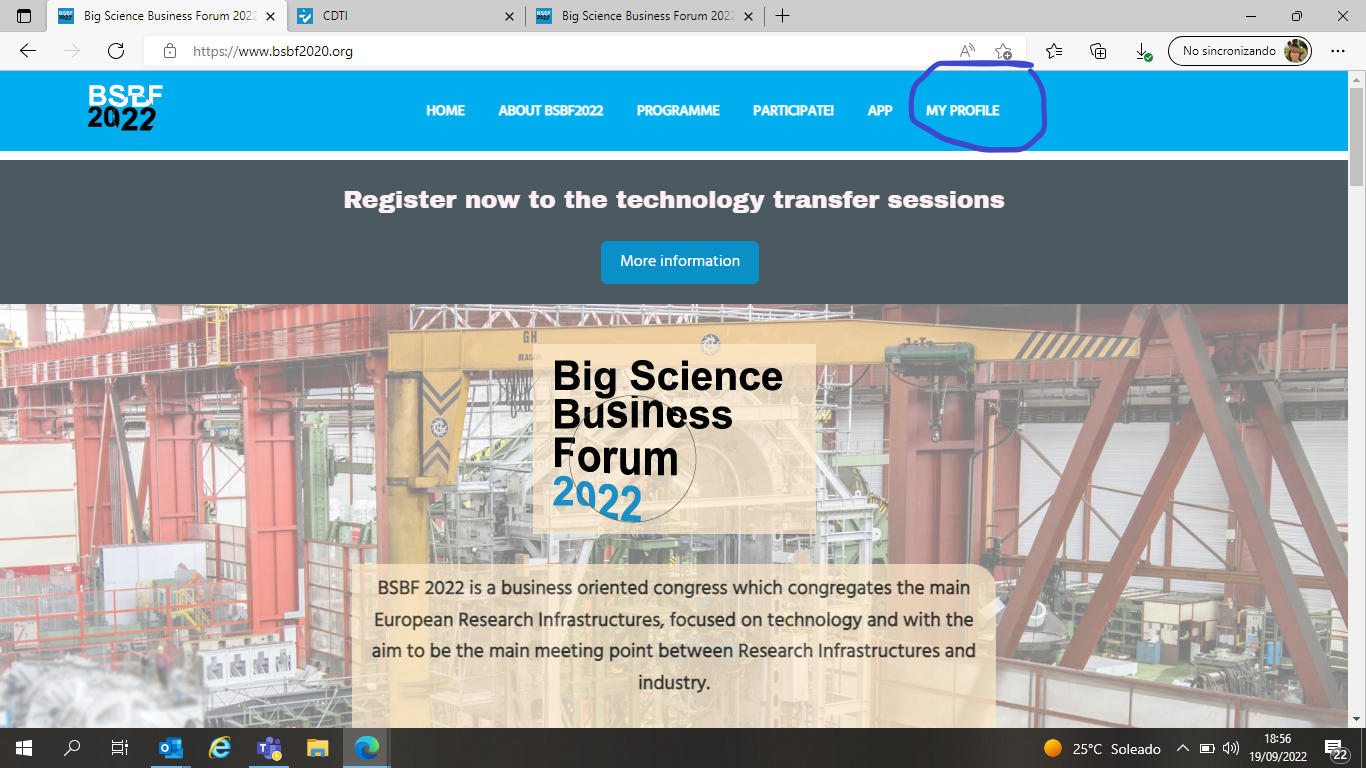 Big Science Business Forum 2022
CDTI
Big Science Business Forum 2022
https://www.bsbf2020.org
No sincronizando
BSBF
2022
HOME
ABOUT BSBF2022
PROGRAMME
PARTICIPATE!
APP
MY PROFILE
Register now to the technology transfer sessions
More information
GH
Big Science
Business
Forum
2022
BSBF 2022 is a business oriented congress which congregates the main
European Research Infrastructures, focused on technology and with the
aim to be the main meeting point between Research Infrastructures and
industry.
25°C Soleado
18:56
19/09/2022
22